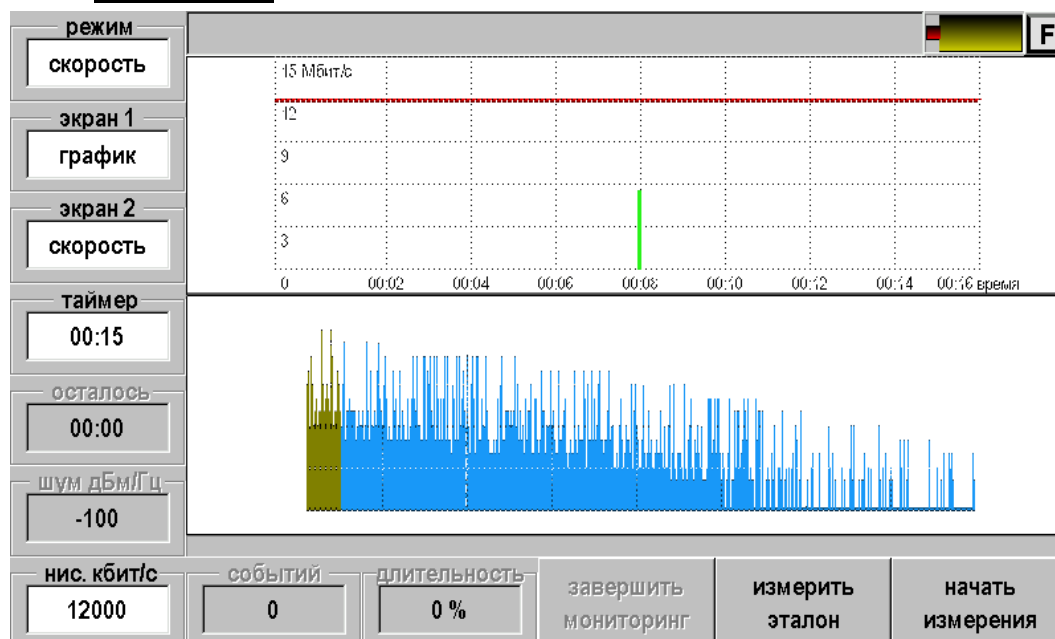 режим
скорость
F
экран 1
график
экран 2
скорость
таймер
00:15
осталось
00:00
шум дБм/Гц
-100
15 Мбит/с
12
9
6
3
0 00:02 00:04 00:06 00:08 00:10 00:12 00:14 00:16 время
нис. кбит/с
12000
событий
0
длительность
0 %
завершить
мониторинг
измерить
эталон
начать
измерения